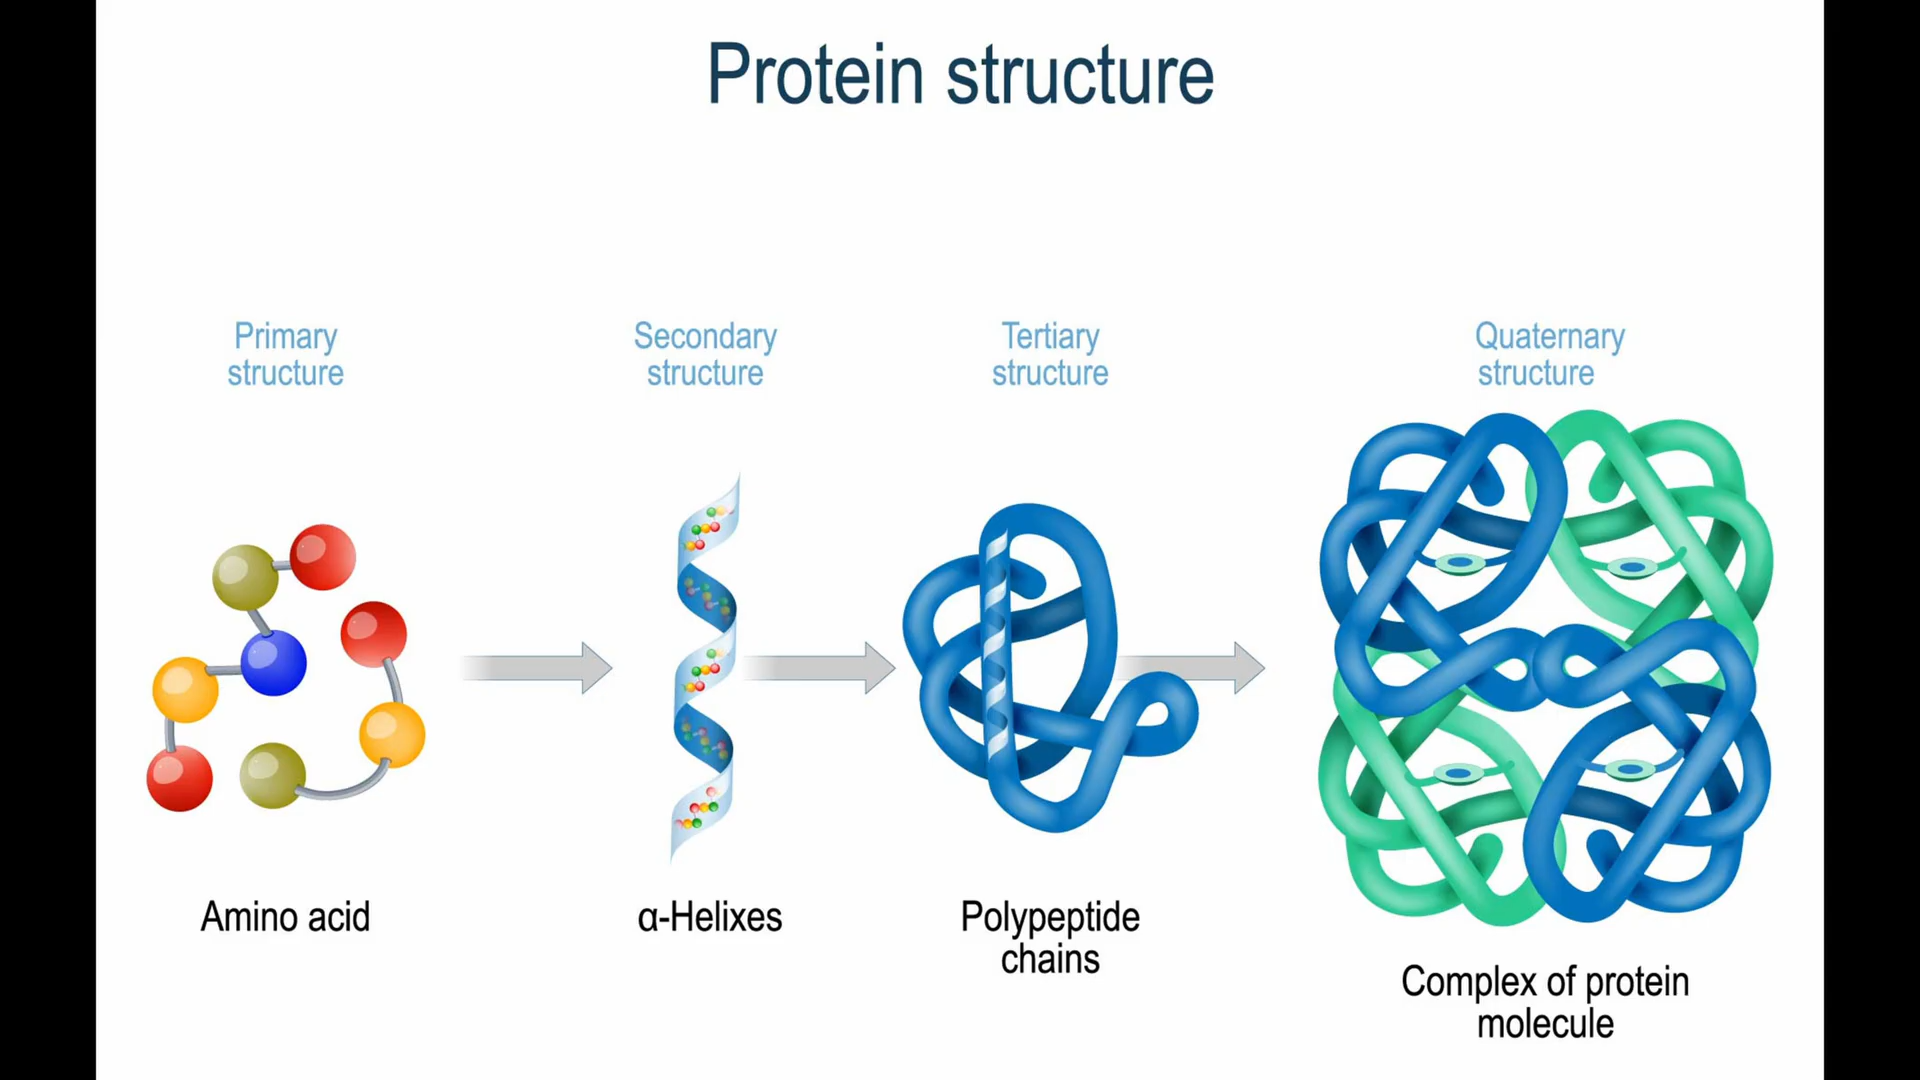 Protein structure
Primary
structure
Secondary
structure
Tertiary
structure
Quaternary
structure
Amino acid
α-Helixes
Polypeptide
chains
Complex of protein
molecule